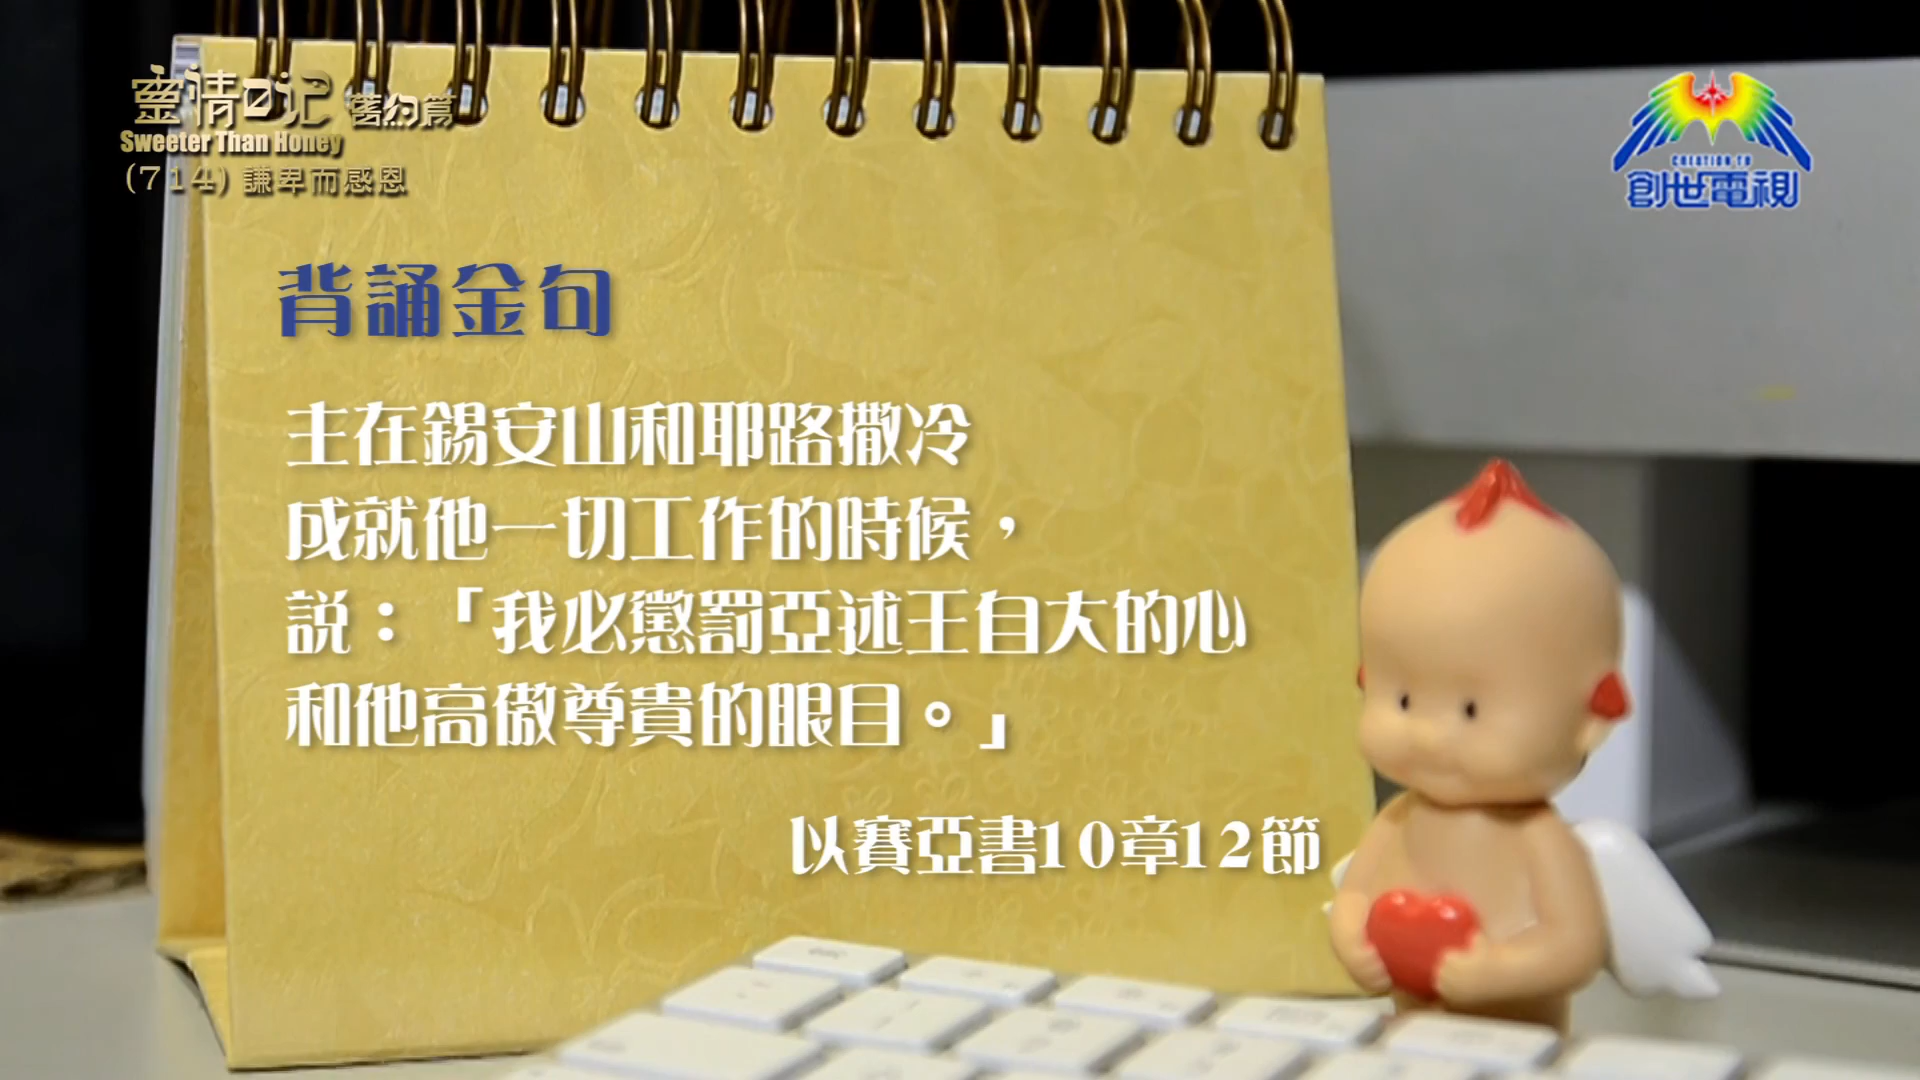 靈情日记 舊約篇
Sweeter Than Honey
(714) 謙卑而感恩
CREATION TV
創世電視
背誦金句
主在錫安山和耶路撒冷
成就他一切工作的時候，
説：「我必懲罰亞述王自大的心
和他高傲尊貴的眼目。」
以賽亞書10章12節